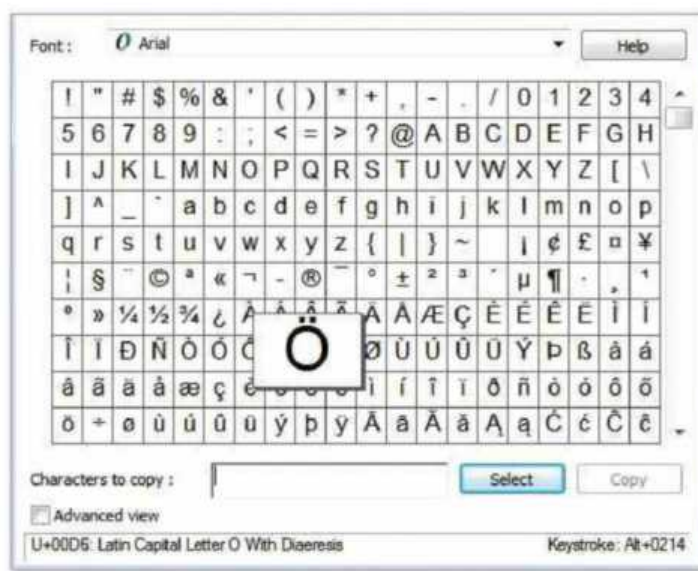 Font : O Arial Help
! " # $ % & ' ( ) * + , - . / 0 1 2 3 4
5 6 7 8 9 : ; < = > ? @ A B C D E F G H
I J K L M N O P Q R S T U V W X Y Z [ \
] ^ _ ` a b c d e f g h i j k l m n o p
q r s t u v w x y z { | } ~ ¡ ¢ £ ¤ ¥
¦ § ¨ © ª « ¬ - ® ¯ ° ± ² ³ ´ µ ¶ · ¸ ¹
º » ¼ ½ ¾ ¿ À Á Â Ã Ä Å Æ Ç È É Ê Ë Ì Í
Î Ï Ð Ñ Ò Ó Ô Ö Ø Ù Ú Û Ü Ý Þ ß à á
â ã ä å æ ç è ì í î ï ð ñ ò ó ô õ
ö ÷ ø ù ú û ü ý þ ÿ Ā ā Ă ă Ą ą Ć ć Ĉ ĉ
Characters to copy : Select Copy
Advanced view
U+00D6: Latin Capital Letter O With Diaeresis Keystroke: Alt+0214